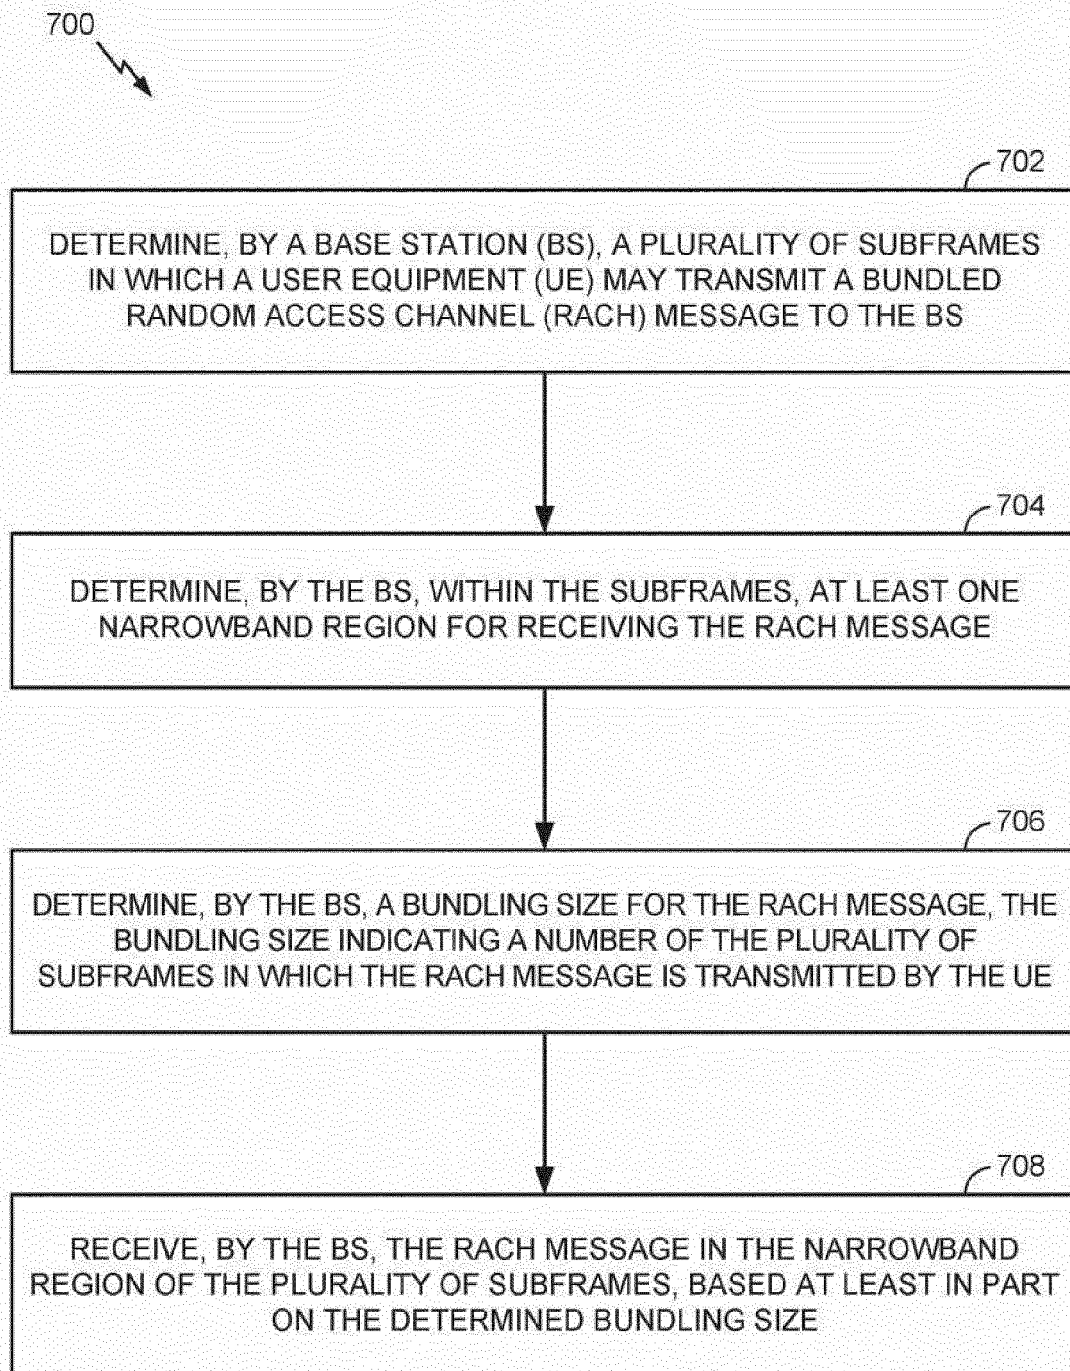 700
702
DETERMINE, BY A BASE STATION (BS), A PLURALITY OF SUBFRAMES
IN WHICH A USER EQUIPMENT (UE) MAY TRANSMIT A BUNDLED
RANDOM ACCESS CHANNEL (RACH) MESSAGE TO THE BS
704
DETERMINE, BY THE BS, WITHIN THE SUBFRAMES, AT LEAST ONE
NARROWBAND REGION FOR RECEIVING THE RACH MESSAGE
706
DETERMINE, BY THE BS, A BUNDLING SIZE FOR THE RACH MESSAGE, THE
BUNDLING SIZE INDICATING A NUMBER OF THE PLURALITY OF
SUBFRAMES IN WHICH THE RACH MESSAGE IS TRANSMITTED BY THE UE
708
RECEIVE, BY THE BS, THE RACH MESSAGE IN THE NARROWBAND
REGION OF THE PLURALITY OF SUBFRAMES, BASED AT LEAST IN PART
ON THE DETERMINED BUNDLING SIZE